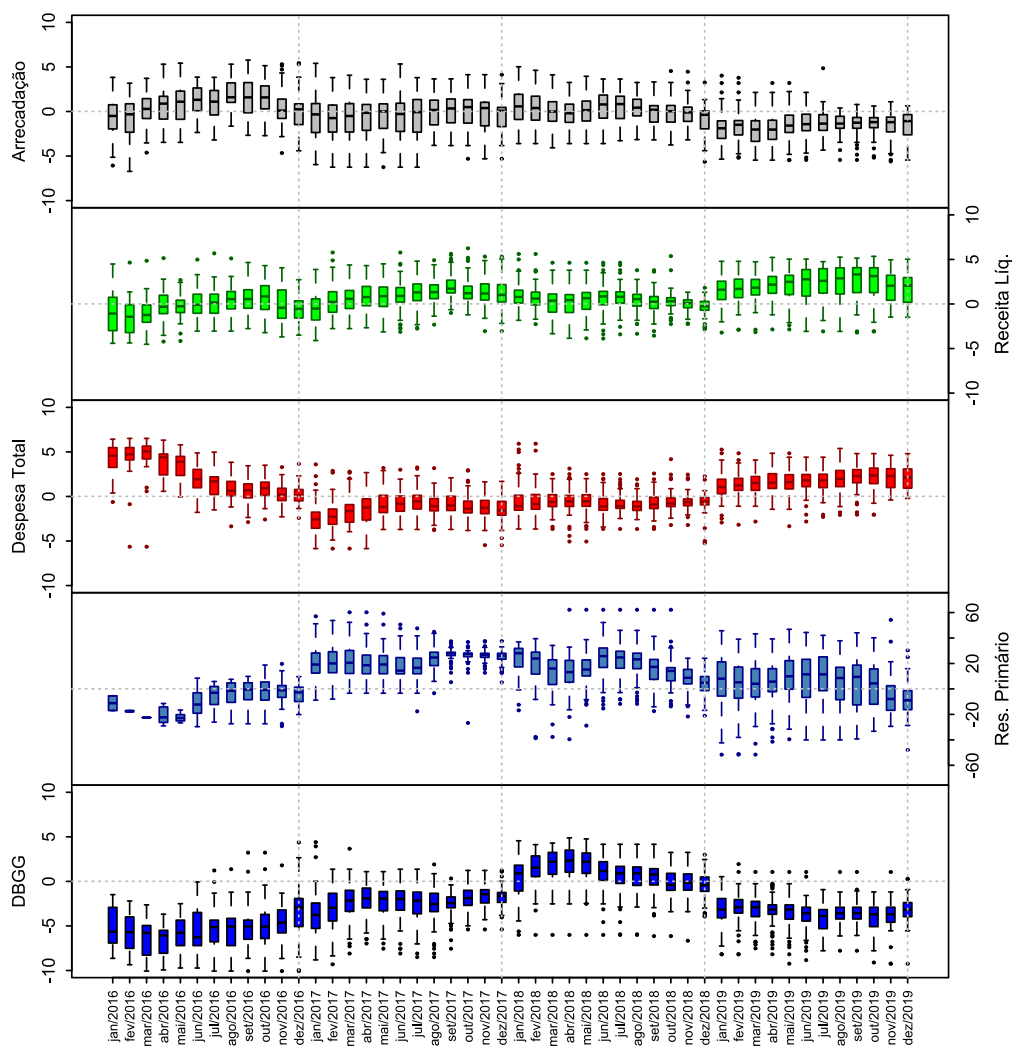 Arrecadação
10
5
0
-5
-10
Receita Líq.
10
5
0
-5
-10
Despesa Total
10
5
0
-5
-10
Res. Primário
60
20
-20
-60
DBGG
10
5
0
-5
-10
jan/2016
fev/2016
mar/2016
abr/2016
mai/2016
jun/2016
jul/2016
ago/2016
set/2016
out/2016
nov/2016
dez/2016
jan/2017
fev/2017
mar/2017
abr/2017
mai/2017
jun/2017
jul/2017
ago/2017
set/2017
out/2017
nov/2017
dez/2017
jan/2018
fev/2018
mar/2018
abr/2018
mai/2018
jun/2018
jul/2018
ago/2018
set/2018
out/2018
nov/2018
dez/2018
jan/2019
fev/2019
mar/2019
abr/2019
mai/2019
jun/2019
jul/2019
ago/2019
set/2019
out/2019
nov/2019
dez/2019